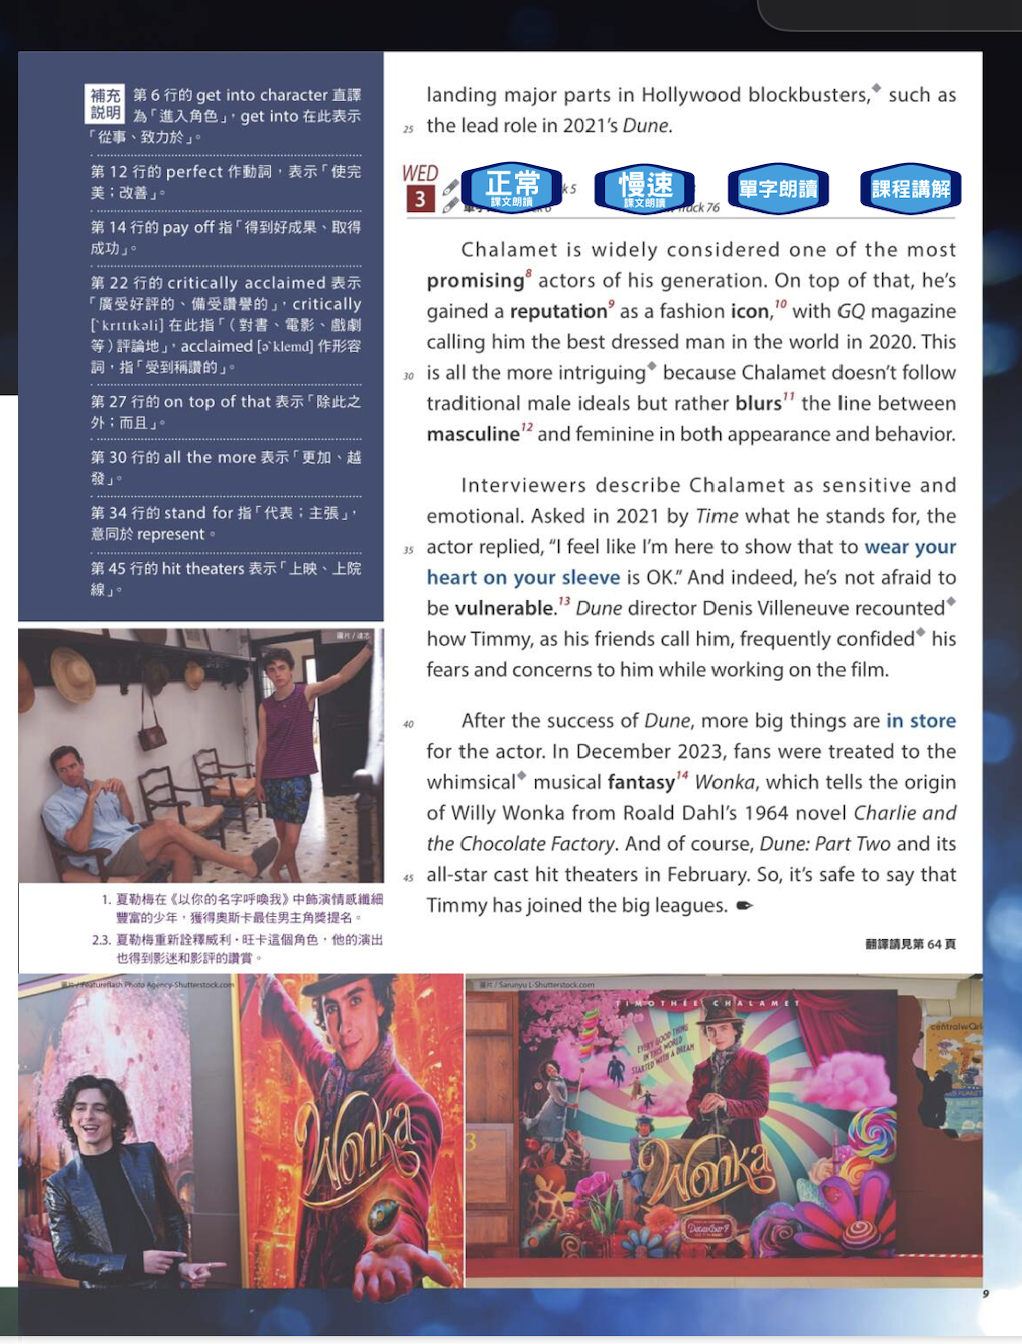 補充
說明
第 6 行的 get into character 直譯
為「進入角色」，get into 在此表示
「從事、致力於」。
第 12 行的 perfect 作動詞，表示「使完
美；改善」。
第 14 行的 pay off 指「得到好成果、取得
成功」。
第 22 行的 critically acclaimed 表示
「廣受好評的、備受讚譽的」，critically
[ˋkrɪtɪkəli] 在此指「（對書、電影、戲劇
等）評論地」，acclaimed [əˋklemd] 作形容
詞，指「受到稱讚的」。
第 27 行的 on top of that 表示「除此之
外；而且」。
第 30 行的 all the more 表示「更加、越
發」。
第 34 行的 stand for 指「代表；主張」，
意同於 represent。
第 45 行的 hit theaters 表示「上映、上院
線」。
圖片 / 達志
1. 夏勒梅在《以你的名字呼喚我》中飾演情感纖細
豐富的少年，獲得奧斯卡最佳男主角獎提名。
2.3. 夏勒梅重新詮釋威利・旺卡這個角色，他的演出
也得到影迷和影評的讚賞。
landing major parts in Hollywood blockbusters,◆ such as
25 the lead role in 2021's Dune.
WED
3
正常
課文朗讀
k 5
慢速
課文朗讀
單字朗讀
課程講解
Track 76
Chalamet is widely considered one of the most
promising8 actors of his generation. On top of that, he's
gained a reputation9 as a fashion icon,10 with GQ magazine
calling him the best dressed man in the world in 2020. This
30 is all the more intriguing◆ because Chalamet doesn't follow
traditional male ideals but rather blurs11 the line between
masculine12 and feminine in both appearance and behavior.
Interviewers describe Chalamet as sensitive and
emotional. Asked in 2021 by Time what he stands for, the
35 actor replied, "I feel like I'm here to show that to wear your
heart on your sleeve is OK." And indeed, he's not afraid to
be vulnerable.13 Dune director Denis Villeneuve recounted◆
how Timmy, as his friends call him, frequently confided◆ his
fears and concerns to him while working on the film.
40 After the success of Dune, more big things are in store
for the actor. In December 2023, fans were treated to the
whimsical◆ musical fantasy14 Wonka, which tells the origin
of Willy Wonka from Roald Dahl's 1964 novel Charlie and
the Chocolate Factory. And of course, Dune: Part Two and its
45 all-star cast hit theaters in February. So, it's safe to say that
Timmy has joined the big leagues.
翻譯請見第 64 頁
圖片 / Featureflash Photo Agency-Shutterstock.com
Wonka
圖片 / Sarunyu L-Shutterstock.com
TIMOTHÉE CHALAMET
EVERY GOOD THING
IN THIS WORLD
STARTED WITH A DREAM
Wonka
December 7
centralwOrl
3
9